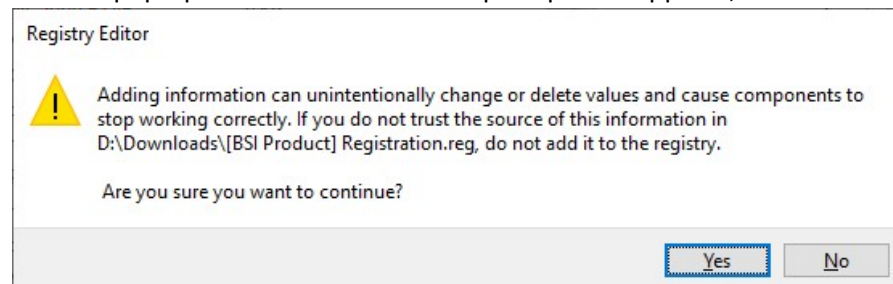 Registry Editor
Adding information can unintentionally change or delete values and cause components to
stop working correctly. If you do not trust the source of this information in
D:\Downloads\[BSI Product] Registration.reg, do not add it to the registry.
Are you sure you want to continue?
Yes No